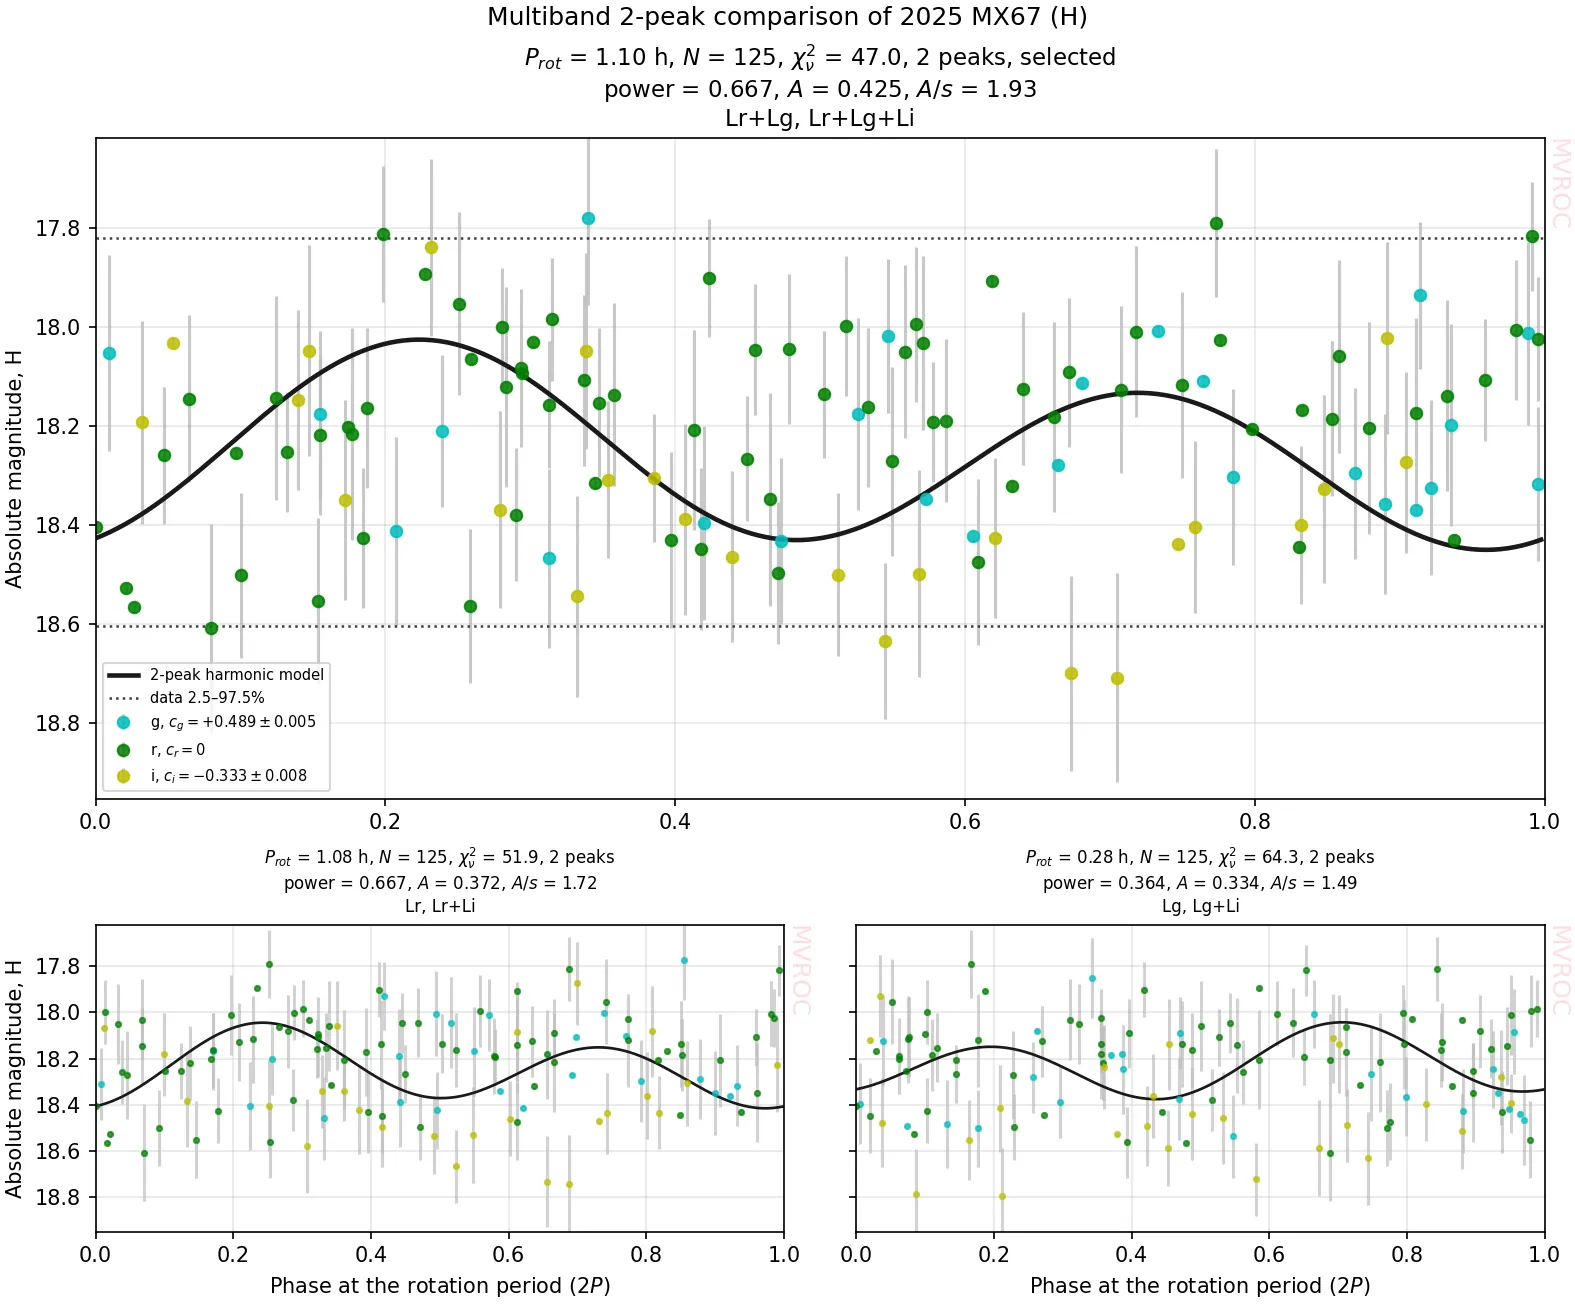 Multiband 2-peak comparison of 2025 MX67 (H)
P_rot = 1.10 h, N = 125, χ²_ν = 47.0, 2 peaks, selected
power = 0.667, A = 0.425, A/s = 1.93
Lr+Lg, Lr+Lg+Li
MVROC
Absolute magnitude, H
17.8
18.0
18.2
18.4
18.6
18.8
2-peak harmonic model
data 2.5–97.5%
g, c_g = +0.489 ± 0.005
r, c_r = 0
i, c_i = −0.333 ± 0.008
0.0 0.2 0.4 0.6 0.8 1.0
P_rot = 1.08 h, N = 125, χ²_ν = 51.9, 2 peaks
power = 0.667, A = 0.372, A/s = 1.72
Lr, Lr+Li
MVROC
Absolute magnitude, H
17.8
18.0
18.2
18.4
18.6
18.8
0.0 0.2 0.4 0.6 0.8 1.0
Phase at the rotation period (2P)
P_rot = 0.28 h, N = 125, χ²_ν = 64.3, 2 peaks
power = 0.364, A = 0.334, A/s = 1.49
Lg, Lg+Li
MVROC
0.0 0.2 0.4 0.6 0.8 1.0
Phase at the rotation period (2P)